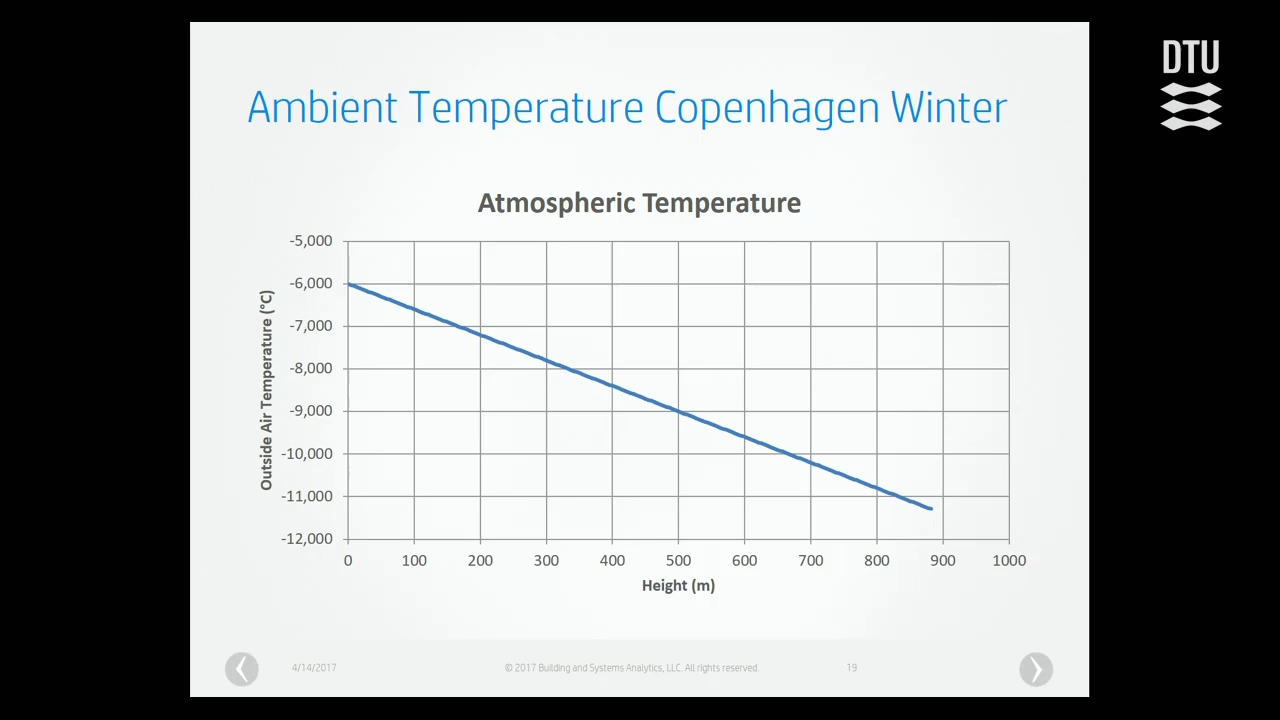 DTU
Ambient Temperature Copenhagen Winter
Atmospheric Temperature
-5,000
-6,000
-7,000
-8,000
-9,000
-10,000
-11,000
-12,000
Outside Air Temperature (°C)
0 100 200 300 400 500 600 700 800 900 1000
Height (m)
4/14/2017 © 2017 Building and Systems Analytics, LLC. All rights reserved. 19